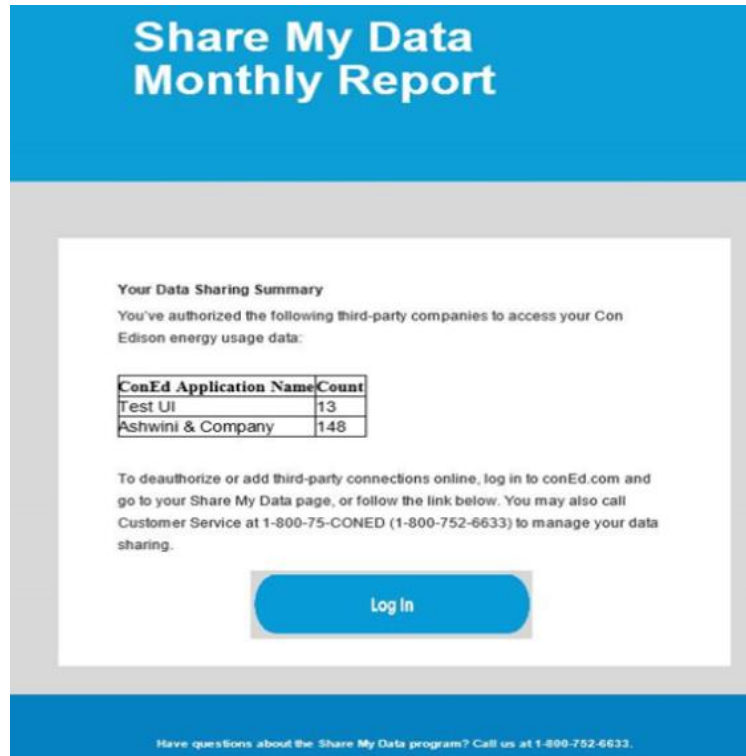 Share My Data
Monthly Report
Your Data Sharing Summary
You've authorized the following third-party companies to access your Con
Edison energy usage data:
ConEd Application Name Count
Test UI 13
Ashwini & Company 148
To deauthorize or add third-party connections online, log in to conEd.com and
go to your Share My Data page, or follow the link below. You may also call
Customer Service at 1-800-75-CONED (1-800-752-6633) to manage your data
sharing.
Log In
Have questions about the Share My Data program? Call us at 1-800-752-6633.